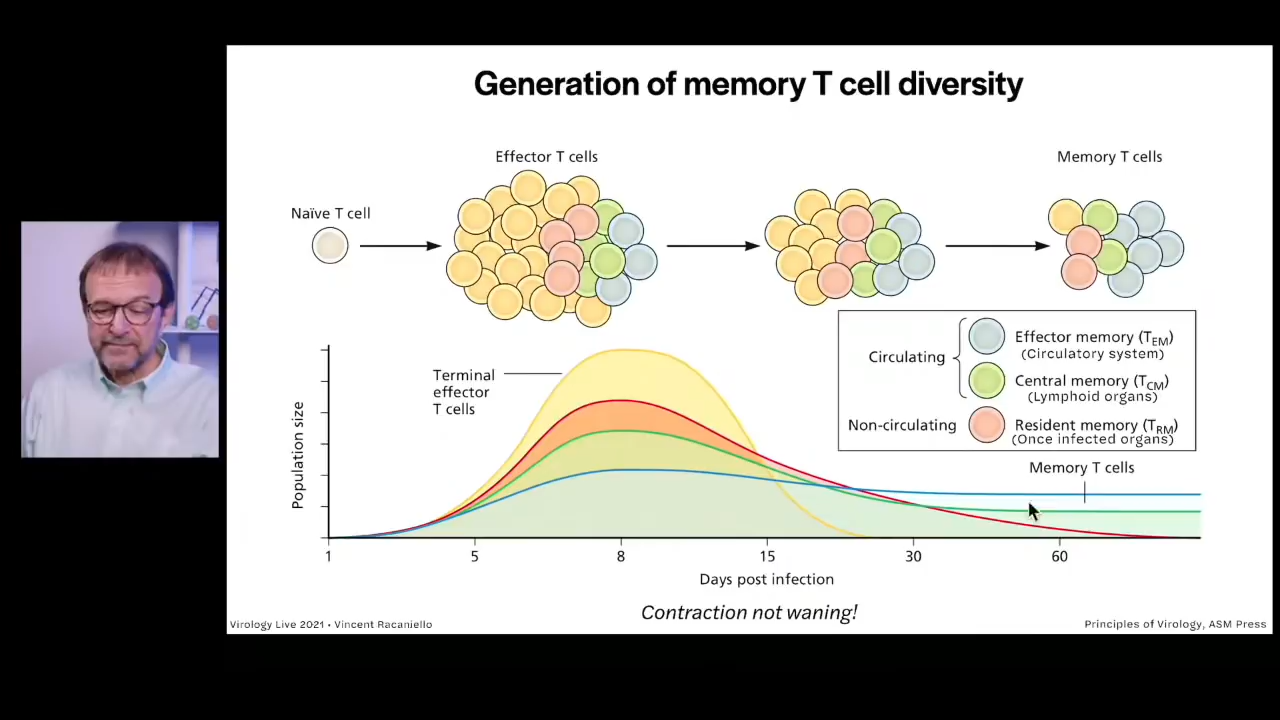 Generation of memory T cell diversity
Effector T cells
Memory T cells
Naïve T cell
Circulating
Effector memory (TEM)
(Circulatory system)
Central memory (TCM)
(Lymphoid organs)
Non-circulating
Resident memory (TRM)
(Once infected organs)
Terminal
effector
T cells
Memory T cells
Population size
1 5 8 15 30 60
Days post infection
Contraction not waning!
Virology Live 2021 • Vincent Racaniello
Principles of Virology, ASM Press